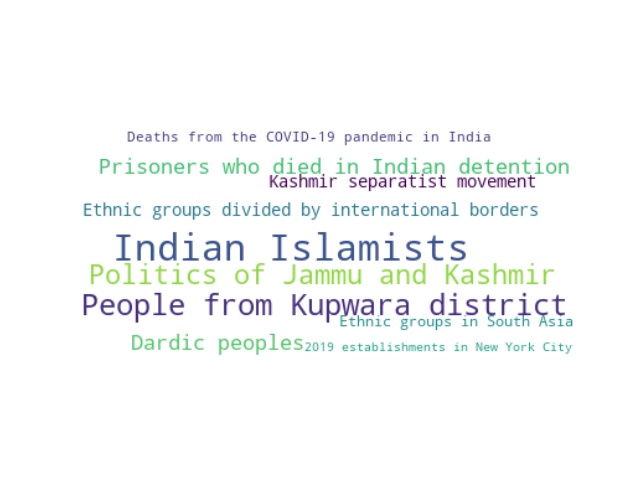 Deaths from the COVID-19 pandemic in India
Prisoners who died in Indian detention
Kashmir separatist movement
Ethnic groups divided by international borders
Indian Islamists
Politics of Jammu and Kashmir
People from Kupwara district
Ethnic groups in South Asia
Dardic peoples
2019 establishments in New York City